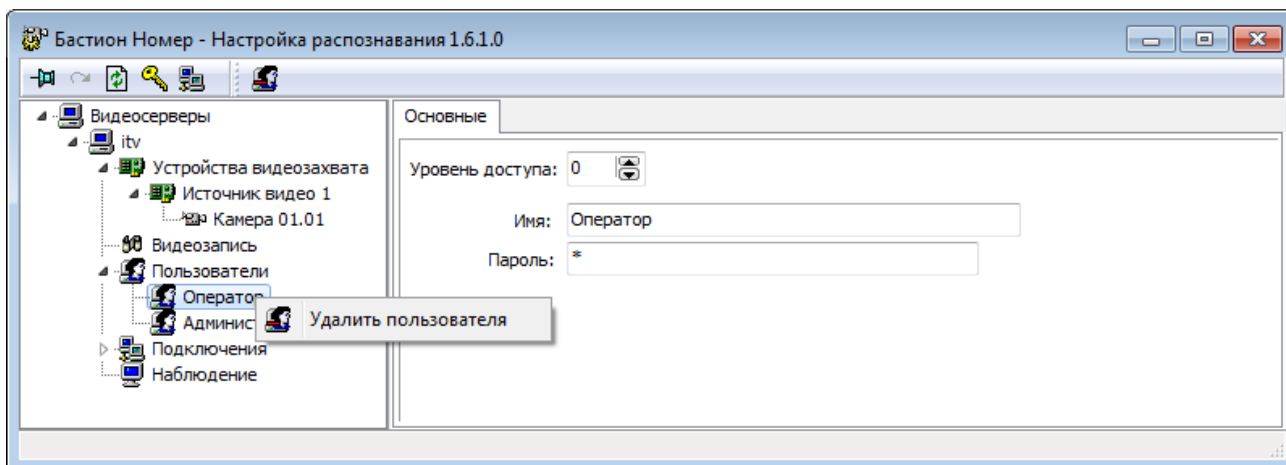 Бастион Номер - Настройка распознавания 1.6.1.0
Видеосерверы
Основные
itv
Устройства видеозахвата
Уровень доступа: 0
Источник видео 1
Камера 01.01
Имя: Оператор
Видеозапись
Пароль: *
Пользователи
Оператор
Админист
Удалить пользователя
Подключения
Наблюдение